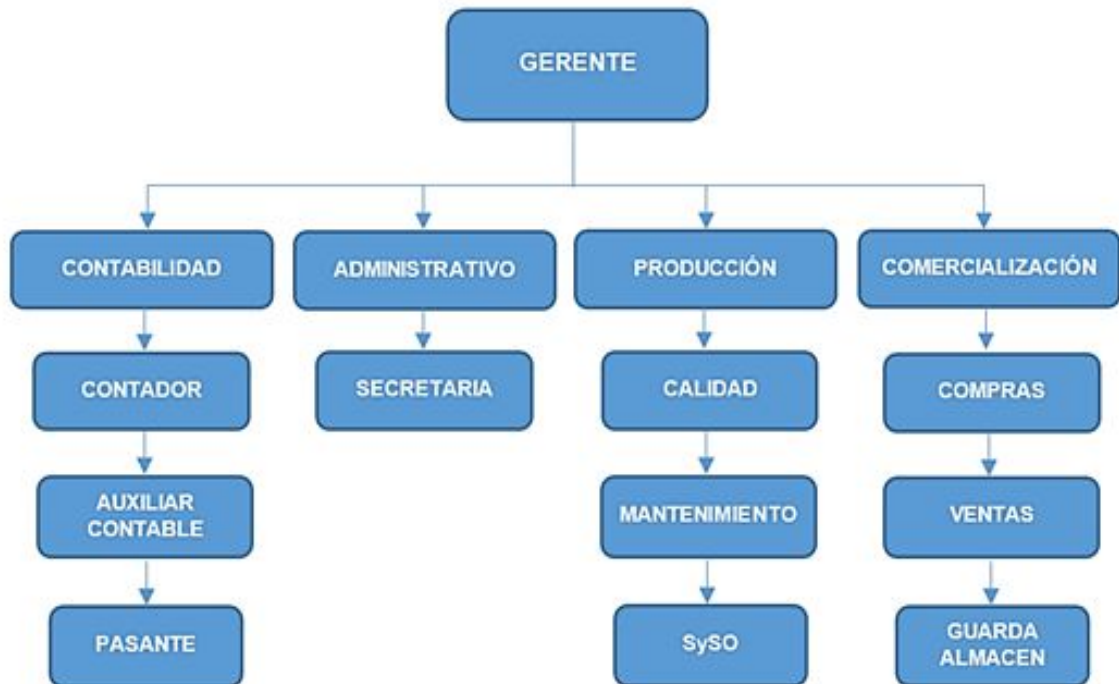 GERENTE
CONTABILIDAD
ADMINISTRATIVO
PRODUCCIÓN
COMERCIALIZACIÓN
CONTADOR
SECRETARIA
CALIDAD
COMPRAS
AUXILIAR
CONTABLE
MANTENIMIENTO
VENTAS
PASANTE
SySO
GUARDA
ALMACEN